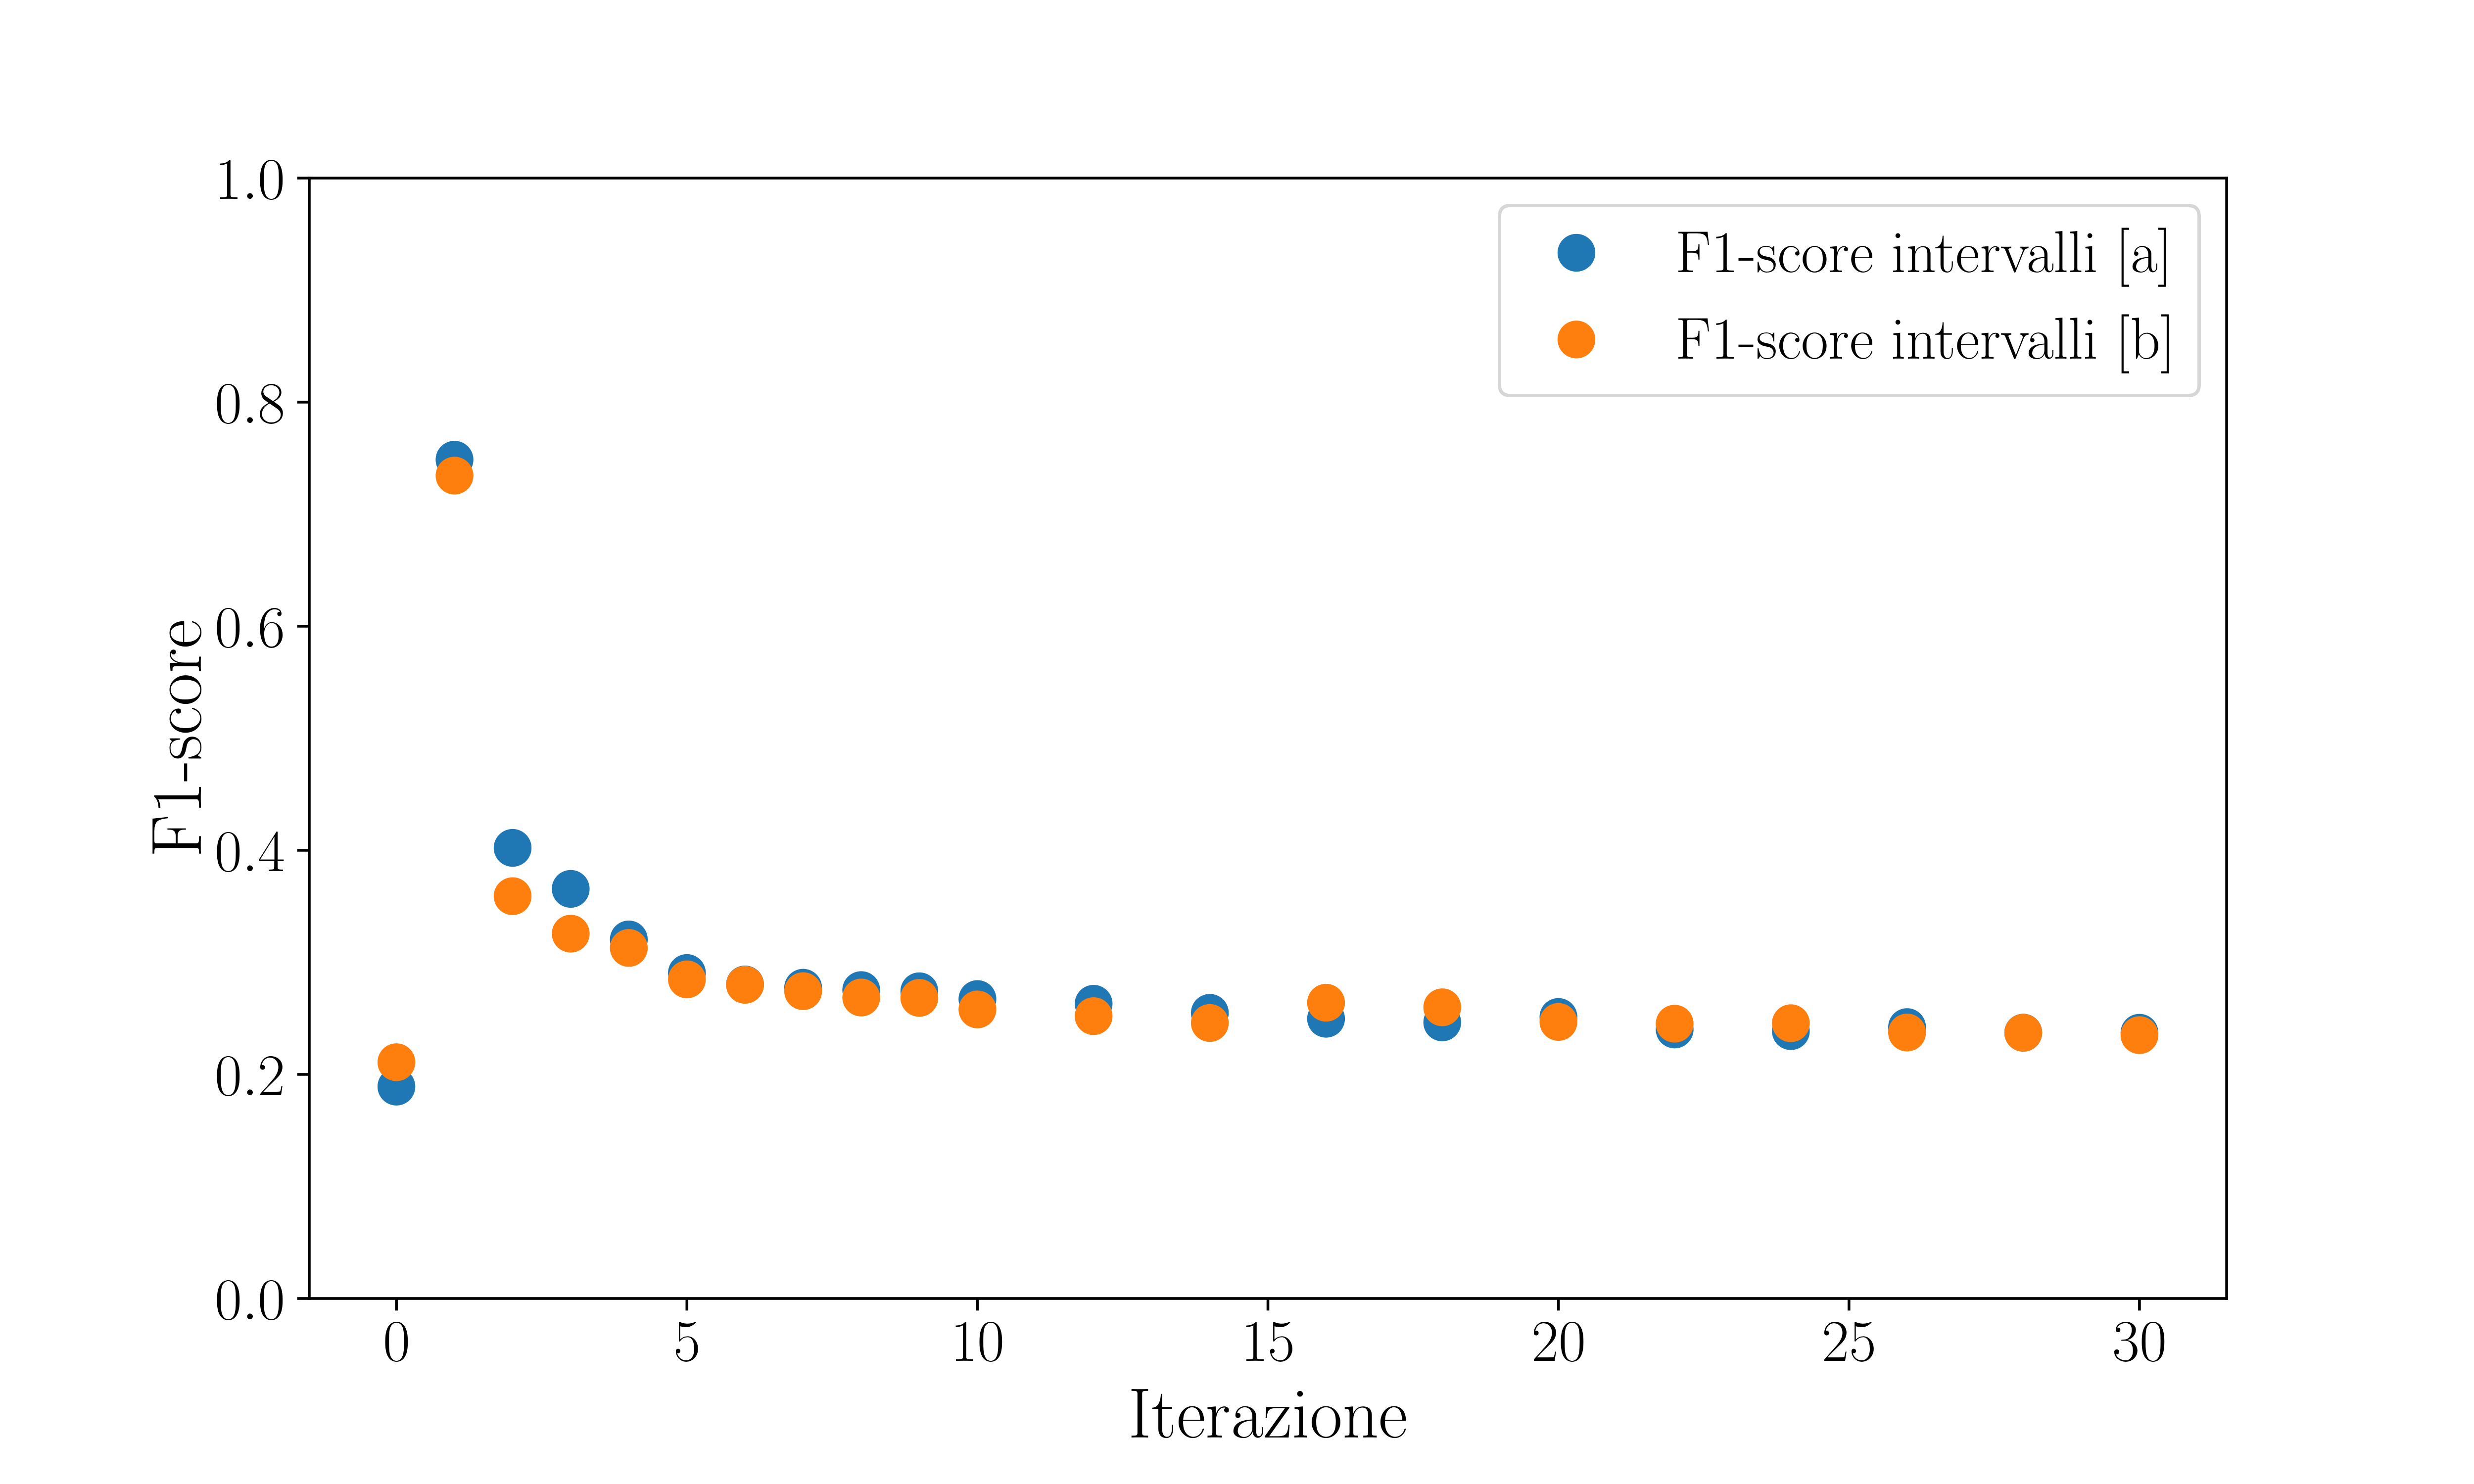 F1-score intervalli [a]
F1-score intervalli [b]
F1-score
1.0
0.8
0.6
0.4
0.2
0.0
0 5 10 15 20 25 30
Iterazione